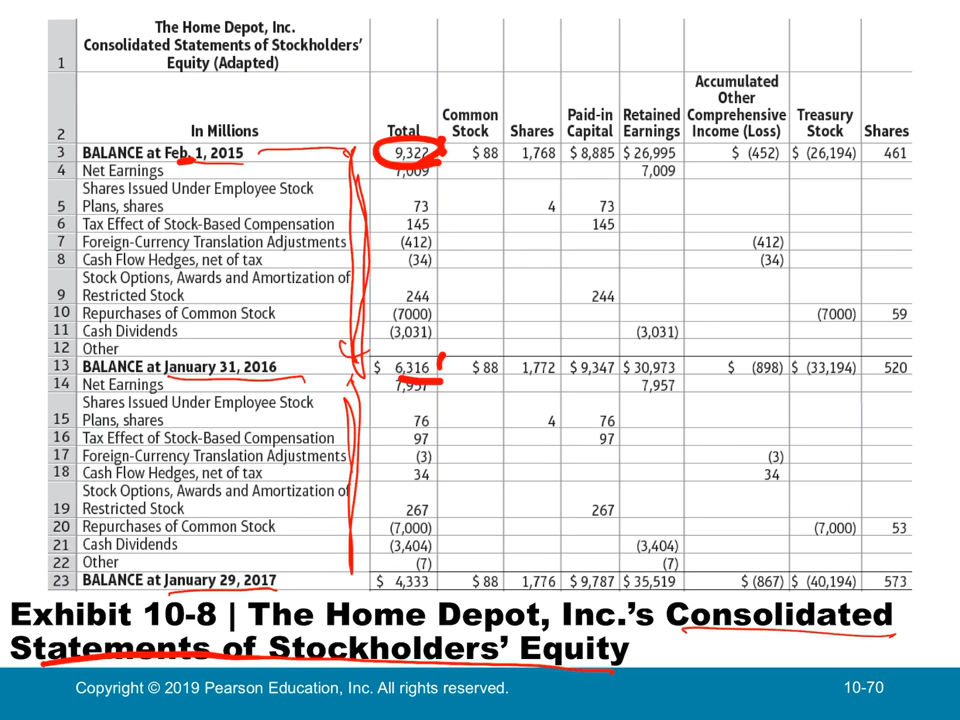 The Home Depot, Inc.
Consolidated Statements of Stockholders’
1 Equity (Adapted)
2 In Millions Total Common Stock Shares Paid-in Capital Retained Earnings Accumulated Other Comprehensive Income (Loss) Treasury Stock Shares
3 BALANCE at Feb. 1, 2015 9,322 $ 88 1,768 $ 8,885 $ 26,995 $ (452) $ (26,194) 461
4 Net Earnings 7,009 7,009
Shares Issued Under Employee Stock
5 Plans, shares 73 4 73
6 Tax Effect of Stock-Based Compensation 145 145
7 Foreign-Currency Translation Adjustments (412) (412)
8 Cash Flow Hedges, net of tax (34) (34)
Stock Options, Awards and Amortization of
9 Restricted Stock 244 244
10 Repurchases of Common Stock (7000) (7000) 59
11 Cash Dividends (3,031) (3,031)
12 Other
13 BALANCE at January 31, 2016 $ 6,316 $ 88 1,772 $ 9,347 $ 30,973 $ (898) $ (33,194) 520
14 Net Earnings 7,957 7,957
Shares Issued Under Employee Stock
15 Plans, shares 76 4 76
16 Tax Effect of Stock-Based Compensation 97 97
17 Foreign-Currency Translation Adjustments (3) (3)
18 Cash Flow Hedges, net of tax 34 34
Stock Options, Awards and Amortization of
19 Restricted Stock 267 267
20 Repurchases of Common Stock (7,000) (7,000) 53
21 Cash Dividends (3,404) (3,404)
22 Other (7) (7)
23 BALANCE at January 29, 2017 $ 4,333 $ 88 1,776 $ 9,787 $ 35,519 $ (867) $ (40,194) 573
Exhibit 10-8 | The Home Depot, Inc.’s Consolidated
Statements of Stockholders’ Equity
Copyright © 2019 Pearson Education, Inc. All rights reserved. 10-70